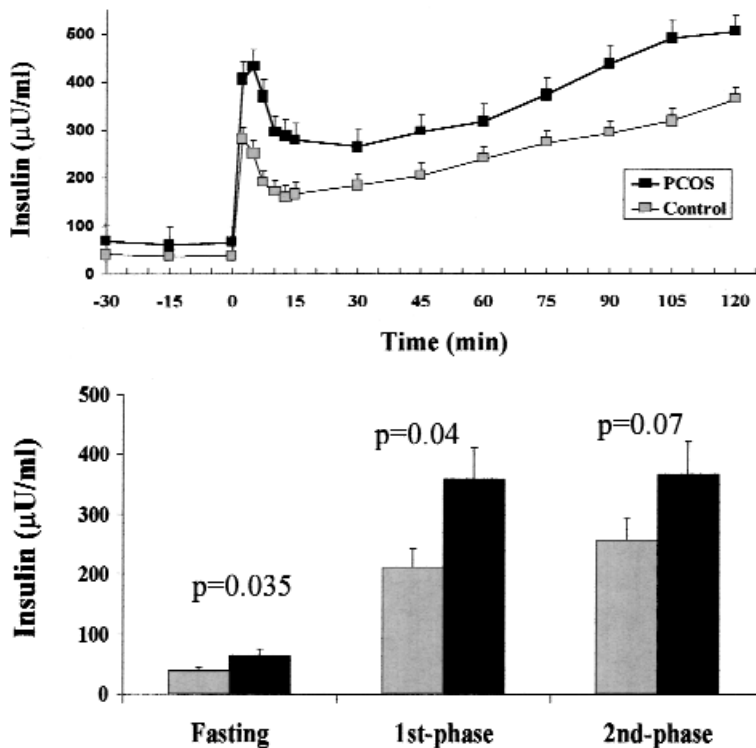 Insulin (μU/ml)
500
400
300
200
100
0
PCOS
Control
-30 -15 0 15 30 45 60 75 90 105 120
Time (min)
Insulin (μU/ml)
500
400
300
200
100
0
p=0.035
p=0.04
p=0.07
Fasting 1st-phase 2nd-phase